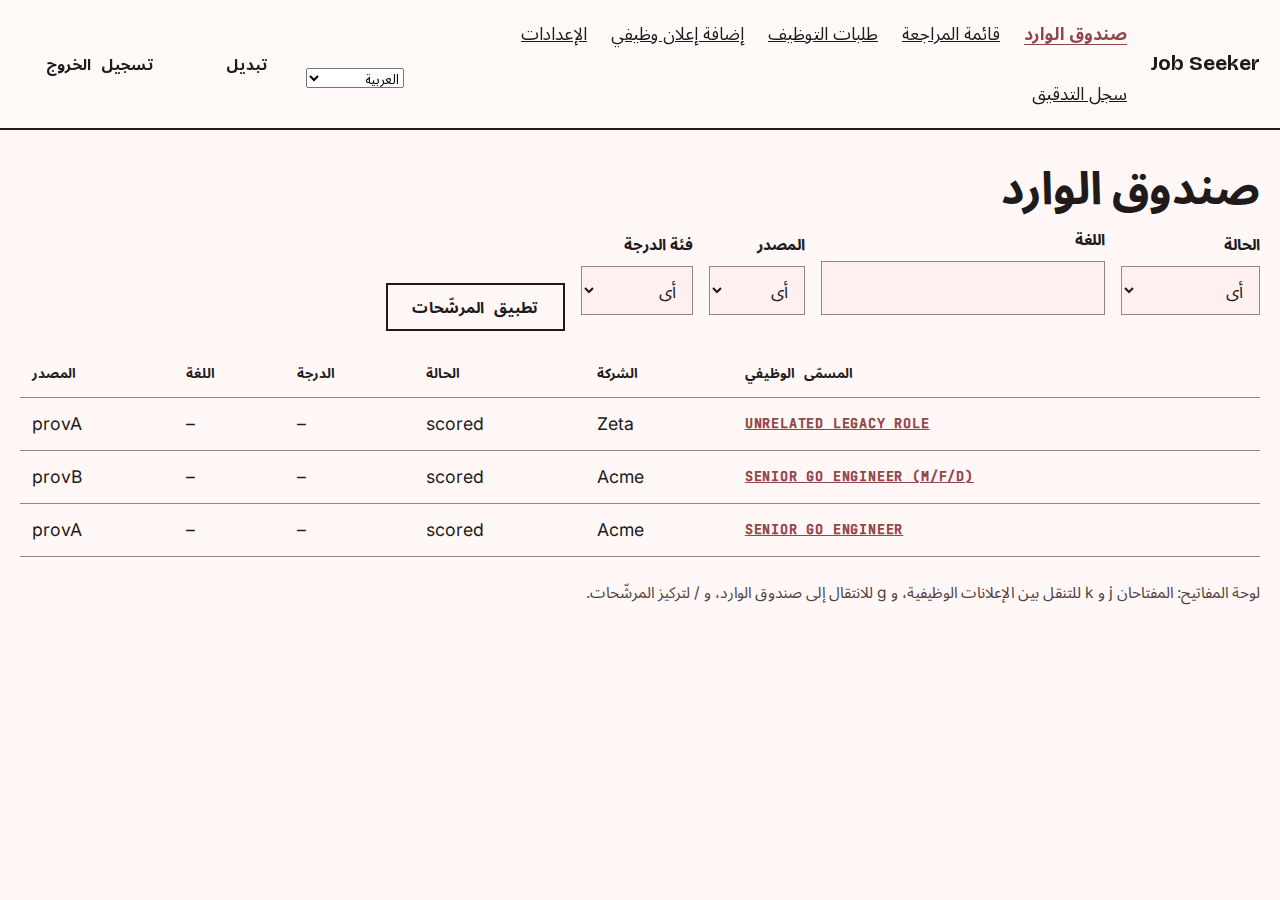 Job Seeker
صندوق الوارد قائمة المراجعة طلبات التوظيف إضافة إعلان وظيفي الإعدادات
سجل التدقيق
العربية
تبديل
تسجيل الخروج
صندوق الوارد
الحالة اللغة المصدر فئة الدرجة
أي أي أي
تطبيق المرشّحات
المسمّى الوظيفي الشركة الحالة الدرجة اللغة المصدر
UNRELATED LEGACY ROLE Zeta scored – – provA
SENIOR GO ENGINEER (M/F/D) Acme scored – – provB
SENIOR GO ENGINEER Acme scored – – provA
لوحة المفاتيح: المفتاحان j و k للتنقل بين الإعلانات الوظيفية، و g للانتقال إلى صندوق الوارد، و / لتركيز المرشّحات.